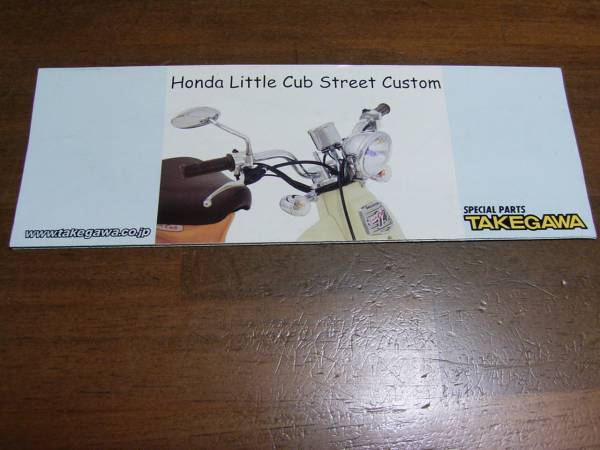 Honda Little Cub Street Custom
SPECIAL PARTS
TAKEGAWA
www.takegawa.co.jp